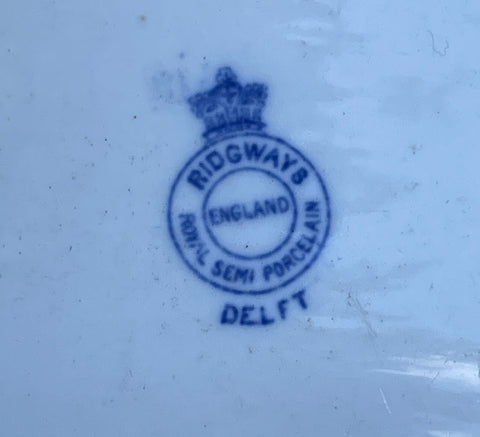 RIDGWAYS
ENGLAND
ROYAL SEMI PORCELAIN
DELFT